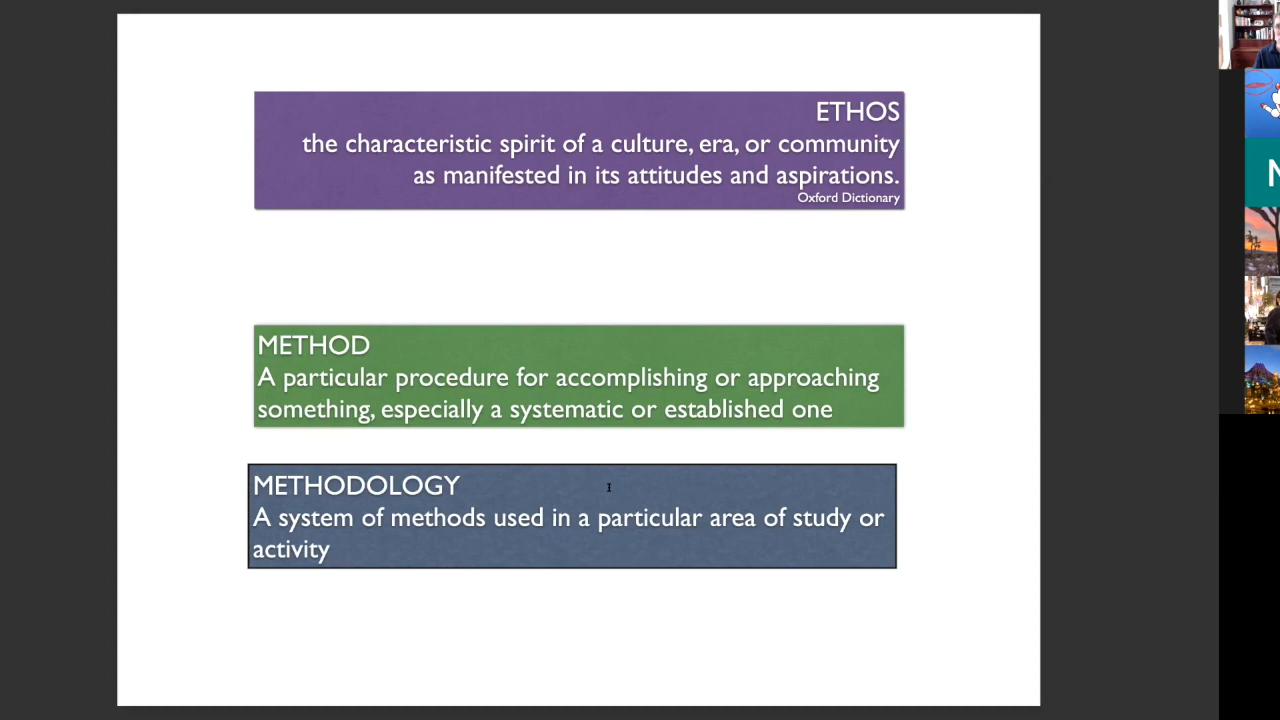 ETHOS
the characteristic spirit of a culture, era, or community
as manifested in its attitudes and aspirations.
Oxford Dictionary
METHOD
A particular procedure for accomplishing or approaching
something, especially a systematic or established one
METHODOLOGY
A system of methods used in a particular area of study or
activity